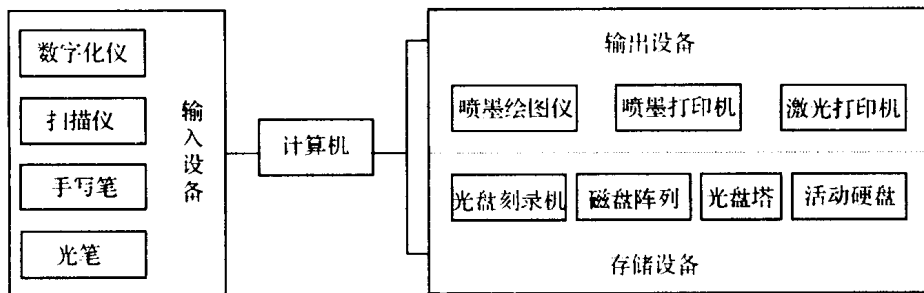 数字化仪
扫描仪
手写笔
光笔
输入设备
计算机
输出设备
喷墨绘图仪
喷墨打印机
激光打印机
光盘刻录机
磁盘阵列
光盘塔
活动硬盘
存储设备